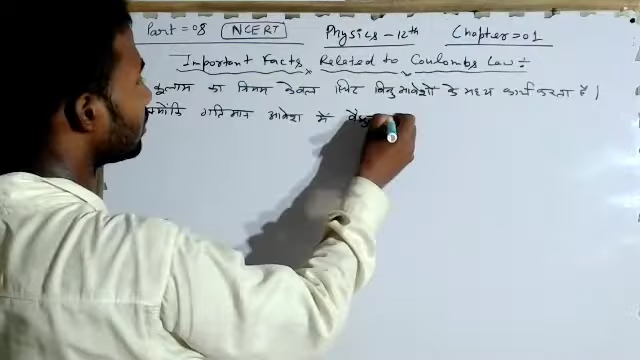 Part = 08 NCERT Physics - 12th Chapter = 01
Important Facts Related to Coulombs Law ÷
कुलाम का नियम केवल स्थिर बिन्दु आवेशों के मध्य कार्य करता है।
क्योंकि गतिमान आवेश में